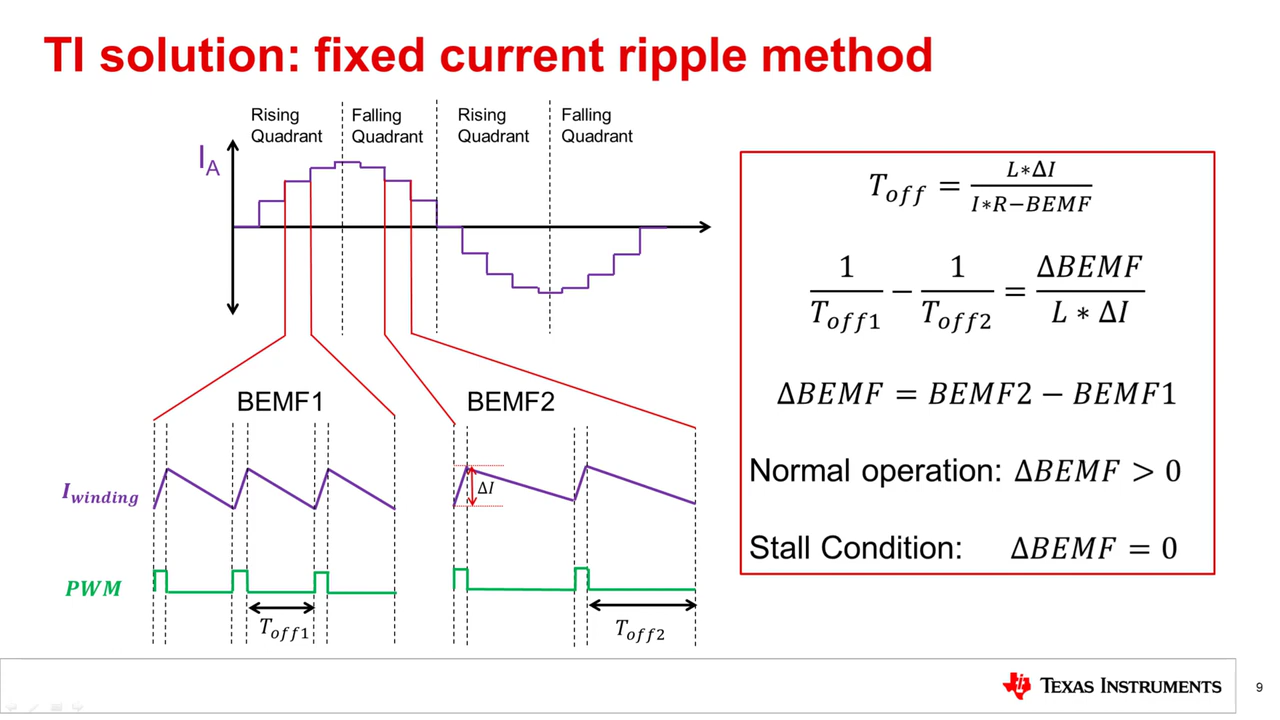 TI solution: fixed current ripple method
Rising
Quadrant
Falling
Quadrant
Rising
Quadrant
Falling
Quadrant
I_A
BEMF1
BEMF2
I_winding
ΔI
PWM
T_off1
T_off2
T_off = L∗ΔI / I∗R−BEMF
1/T_off1 − 1/T_off2 = ΔBEMF / L ∗ ΔI
ΔBEMF = BEMF2 − BEMF1
Normal operation: ΔBEMF > 0
Stall Condition: ΔBEMF = 0
TEXAS INSTRUMENTS
9